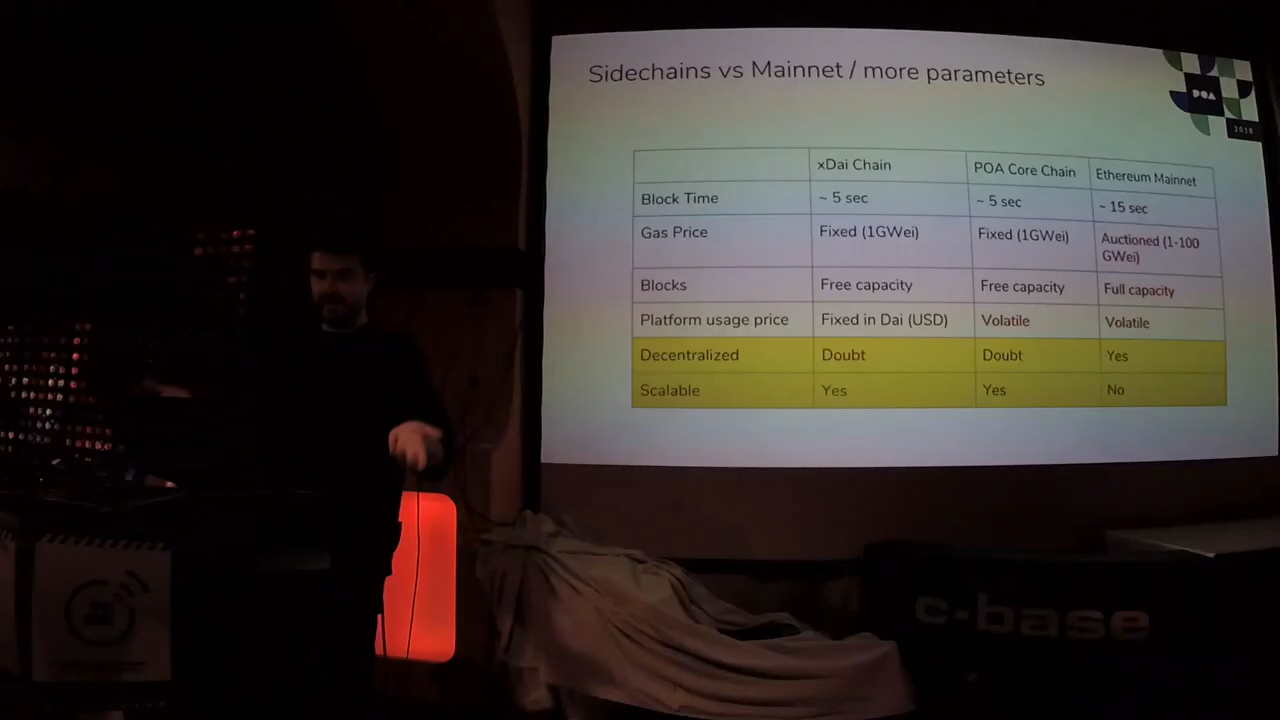 Sidechains vs Mainnet / more parameters
POA
2018
xDai Chain POA Core Chain Ethereum Mainnet
Block Time ~ 5 sec ~ 5 sec ~ 15 sec
Gas Price Fixed (1GWei) Fixed (1GWei) Auctioned (1-100
GWei)
Blocks Free capacity Free capacity Full capacity
Platform usage price Fixed in Dai (USD) Volatile Volatile
Decentralized Doubt Doubt Yes
Scalable Yes Yes No
c-base